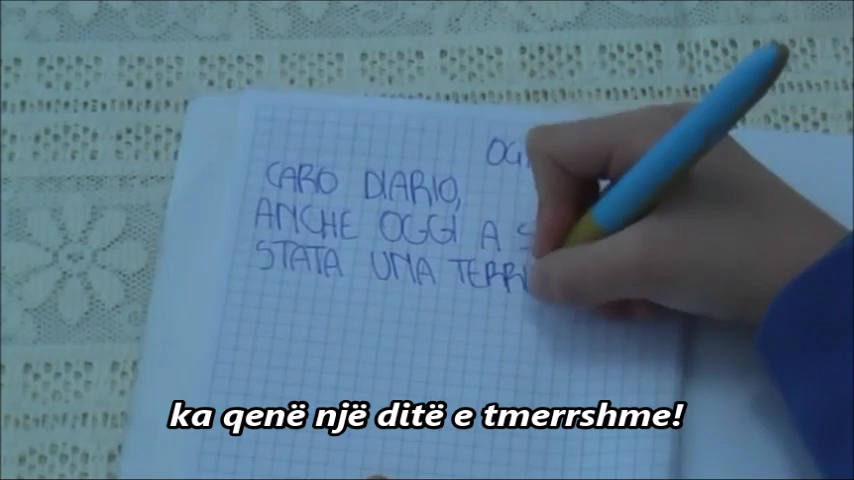 CARO DIARIO,
ANCHE OGGI A
STATA UNA
ka qenë një ditë e tmerrshme!